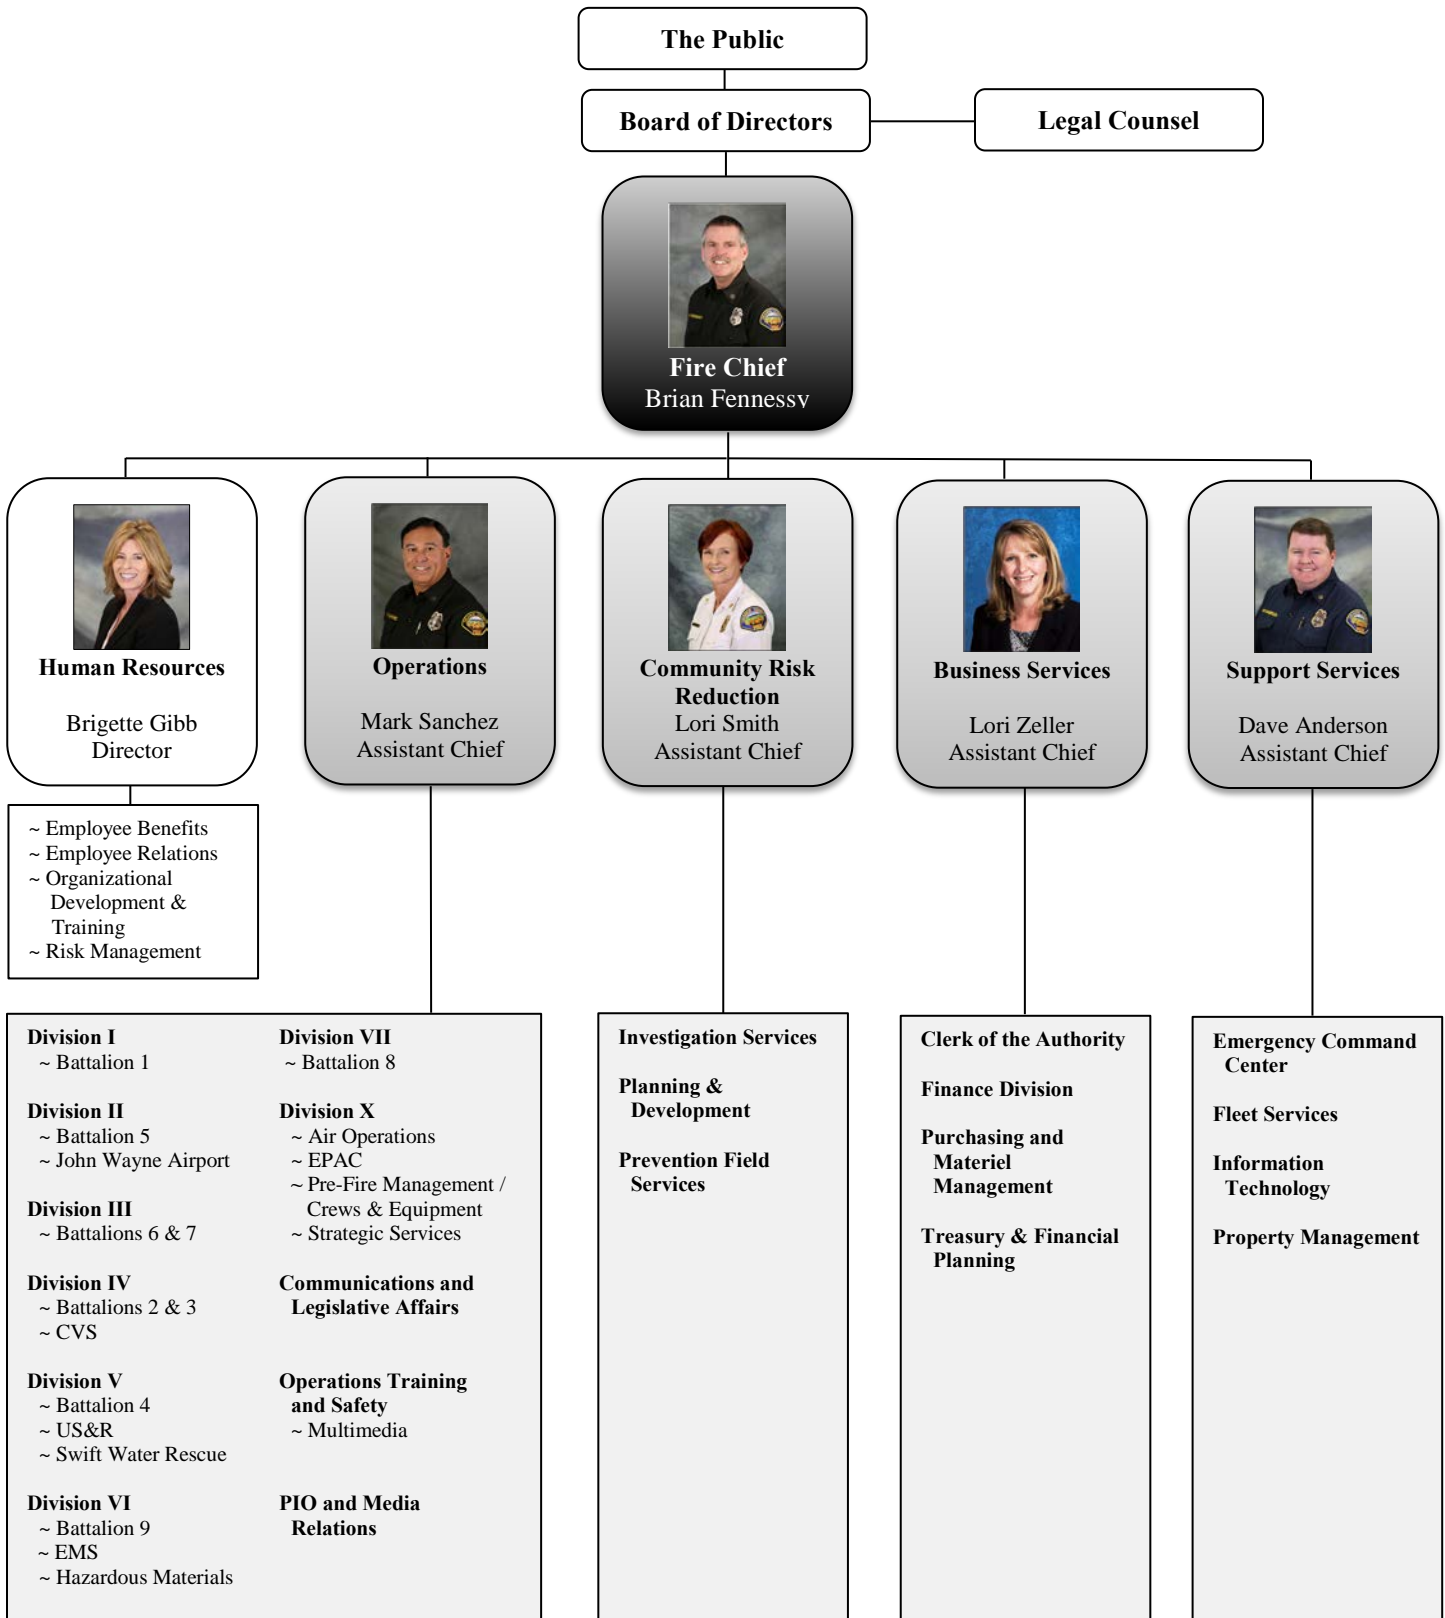 The Public
Board of Directors
Legal Counsel
Fire Chief
Brian Fennessy
Human Resources
Brigette Gibb
Director
Operations
Mark Sanchez
Assistant Chief
Community Risk
Reduction
Lori Smith
Assistant Chief
Business Services
Lori Zeller
Assistant Chief
Support Services
Dave Anderson
Assistant Chief
~ Employee Benefits
~ Employee Relations
~ Organizational
Development &
Training
~ Risk Management
Division I
~ Battalion 1
Division II
~ Battalion 5
~ John Wayne Airport
Division III
~ Battalions 6 & 7
Division IV
~ Battalions 2 & 3
~ CVS
Division V
~ Battalion 4
~ US&R
~ Swift Water Rescue
Division VI
~ Battalion 9
~ EMS
~ Hazardous Materials
Division VII
~ Battalion 8
Division X
~ Air Operations
~ EPAC
~ Pre-Fire Management /
Crews & Equipment
~ Strategic Services
Communications and
Legislative Affairs
Operations Training
and Safety
~ Multimedia
PIO and Media
Relations
Investigation Services
Planning &
Development
Prevention Field
Services
Clerk of the Authority
Finance Division
Purchasing and
Materiel
Management
Treasury & Financial
Planning
Emergency Command
Center
Fleet Services
Information
Technology
Property Management